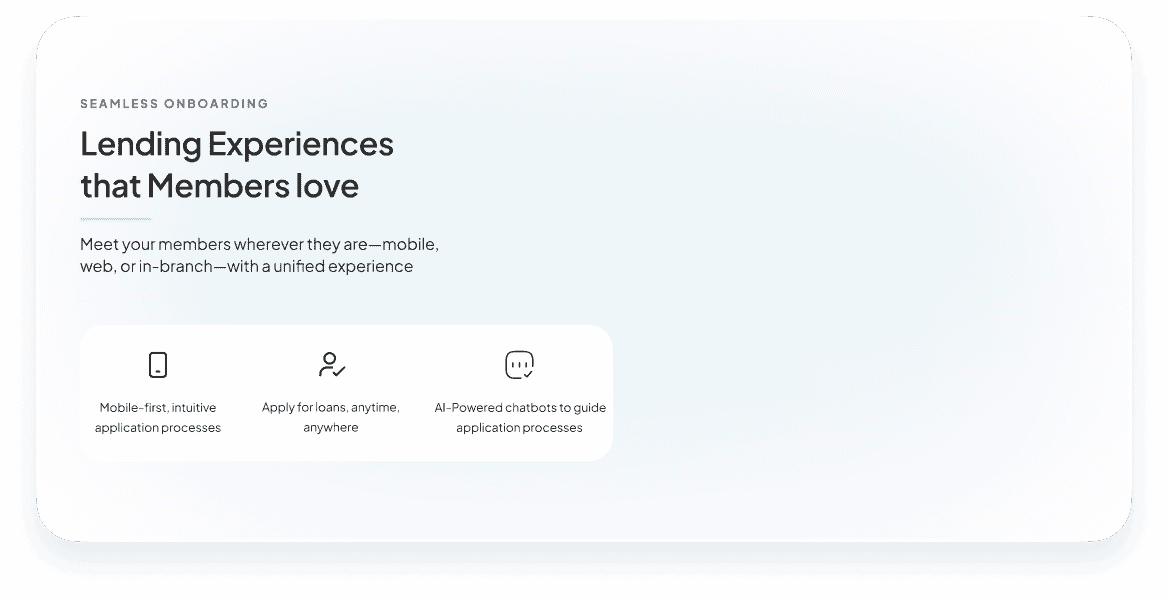 SEAMLESS ONBOARDING
Lending Experiences
that Members love
Meet your members wherever they are—mobile,
web, or in-branch—with a unified experience
Mobile-first, intuitive
application processes
Apply for loans, anytime,
anywhere
AI-Powered chatbots to guide
application processes